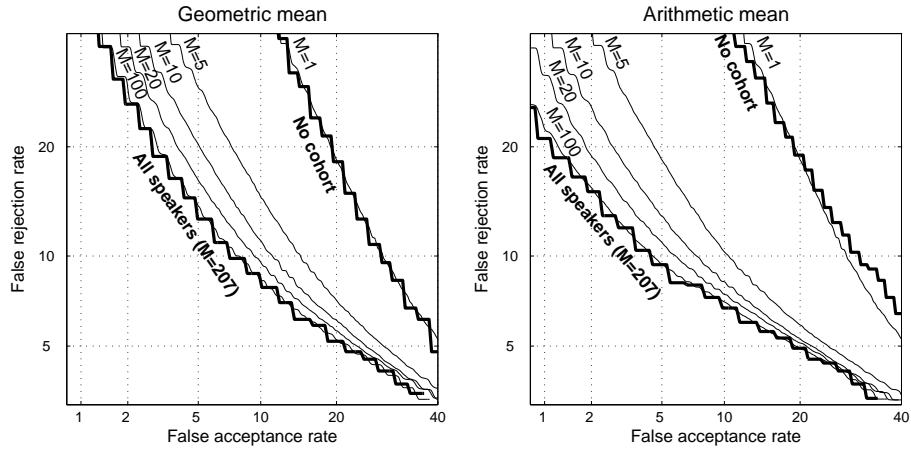 Geometric mean
False rejection rate
20
10
5
M=100
M=20
M=10
M=5
M=1
No cohort
All speakers (M=207)
1
2
5
10
20
40
False acceptance rate
Arithmetic mean
False rejection rate
20
10
5
M=100
M=20
M=10
M=5
No cohort
M=1
All speakers (M=207)
1
2
5
10
20
40
False acceptance rate